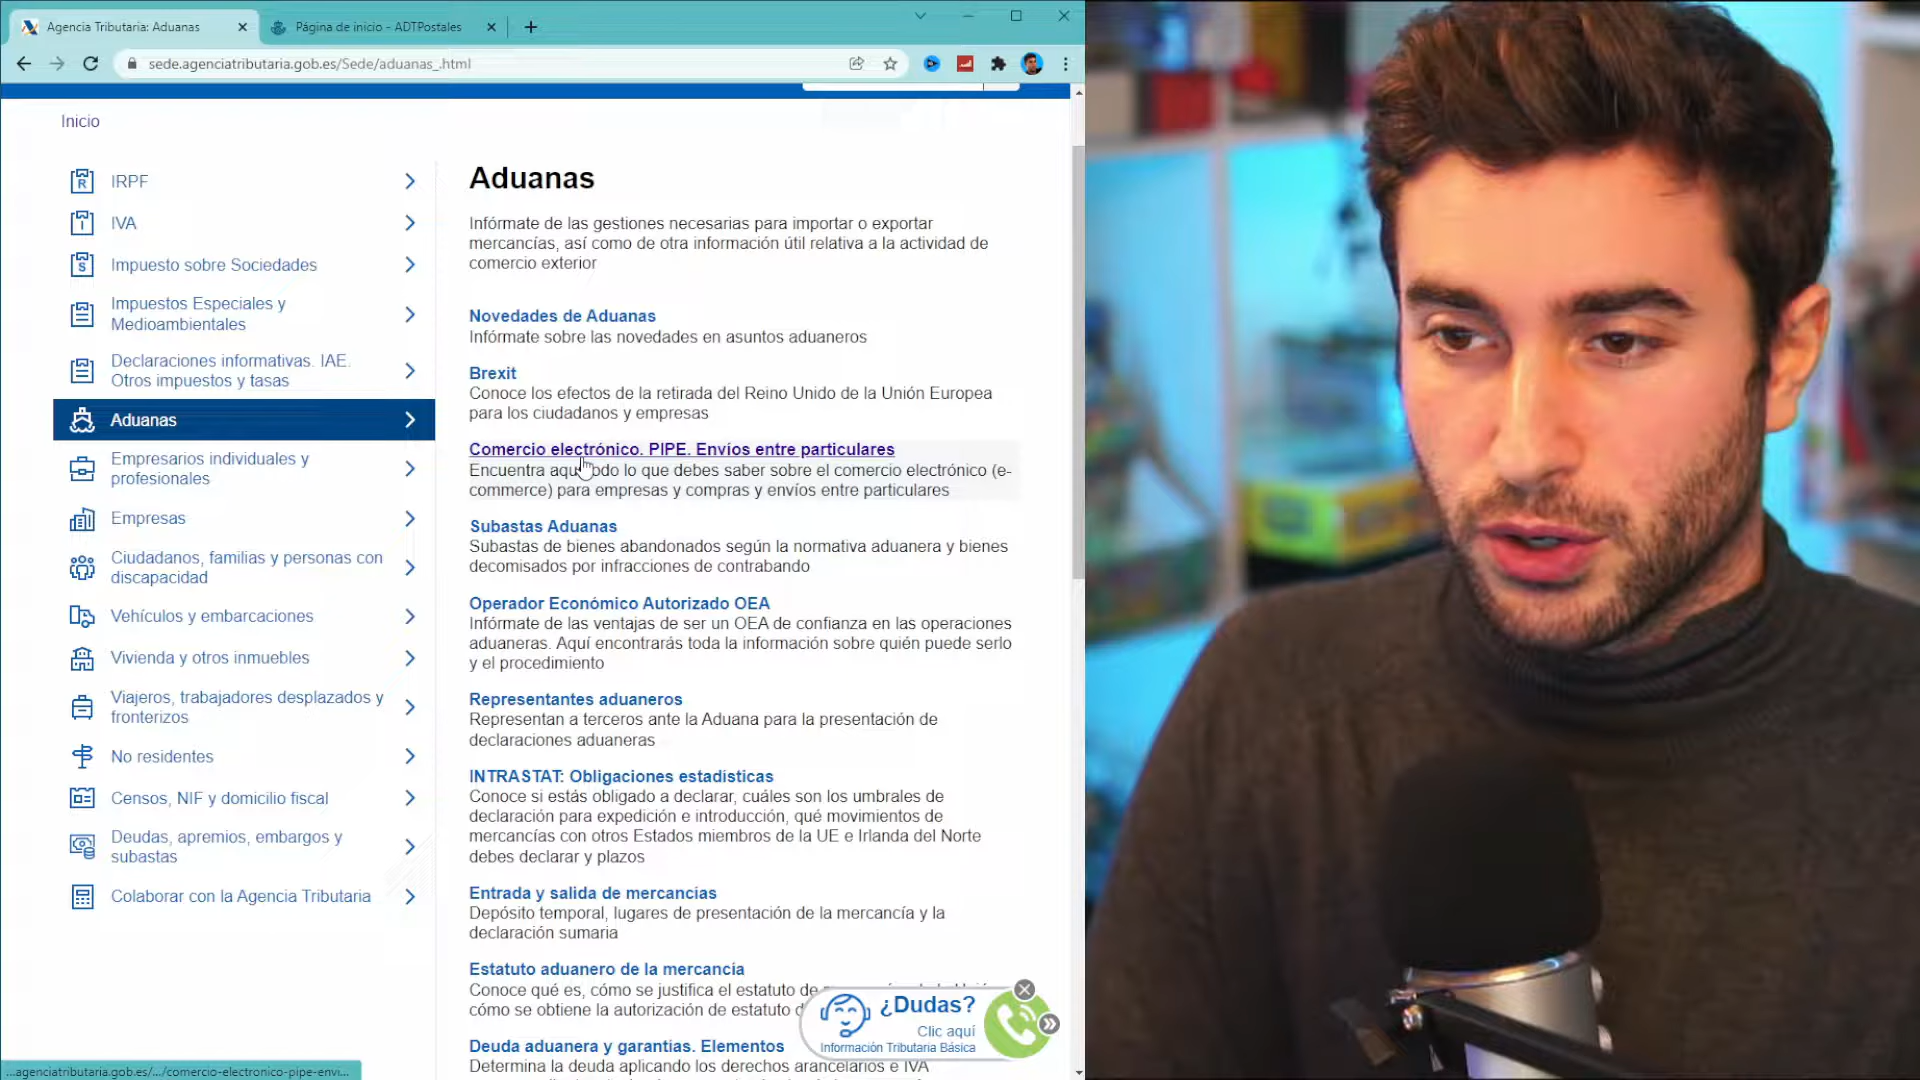 Agencia Tributaria: Aduanas
Página de inicio - ADTPostales
sede.agenciatributaria.gob.es/Sede/aduanas_.html
Inicio
IRPF
IVA
Impuesto sobre Sociedades
Impuestos Especiales y
Medioambientales
Declaraciones informativas. IAE.
Otros impuestos y tasas
Aduanas
Empresarios individuales y
profesionales
Empresas
Ciudadanos, familias y personas con
discapacidad
Vehículos y embarcaciones
Vivienda y otros inmuebles
Viajeros, trabajadores desplazados y
fronterizos
No residentes
Censos, NIF y domicilio fiscal
Deudas, apremios, embargos y
subastas
Colaborar con la Agencia Tributaria
Aduanas
Infórmate de las gestiones necesarias para importar o exportar
mercancías, así como de otra información útil relativa a la actividad de
comercio exterior
Novedades de Aduanas
Infórmate sobre las novedades en asuntos aduaneros
Brexit
Conoce los efectos de la retirada del Reino Unido de la Unión Europea
para los ciudadanos y empresas
Comercio electrónico. PIPE. Envíos entre particulares
Encuentra aquí todo lo que debes saber sobre el comercio electrónico (e-
commerce) para empresas y compras y envíos entre particulares
Subastas Aduanas
Subastas de bienes abandonados según la normativa aduanera y bienes
decomisados por infracciones de contrabando
Operador Económico Autorizado OEA
Infórmate de las ventajas de ser un OEA de confianza en las operaciones
aduaneras. Aquí encontrarás toda la información sobre quién puede serlo
y el procedimiento
Representantes aduaneros
Representan a terceros ante la Aduana para la presentación de
declaraciones aduaneras
INTRASTAT: Obligaciones estadísticas
Conoce si estás obligado a declarar, cuáles son los umbrales de
declaración para expedición e introducción, qué movimientos de
mercancías con otros Estados miembros de la UE e Irlanda del Norte
debes declarar y plazos
Entrada y salida de mercancías
Depósito temporal, lugares de presentación de la mercancía y la
declaración sumaria
Estatuto aduanero de la mercancía
Conoce qué es, cómo se justifica el estatuto de
cómo se obtiene la autorización de estatuto
Deuda aduanera y garantías. Elementos
Determina la deuda aplicando los derechos arancelarios e IVA
¿Dudas?
Clic aquí
Información Tributaria Básica
...agenciatributaria.gob.es/.../comercio-electronico-pipe-envi...